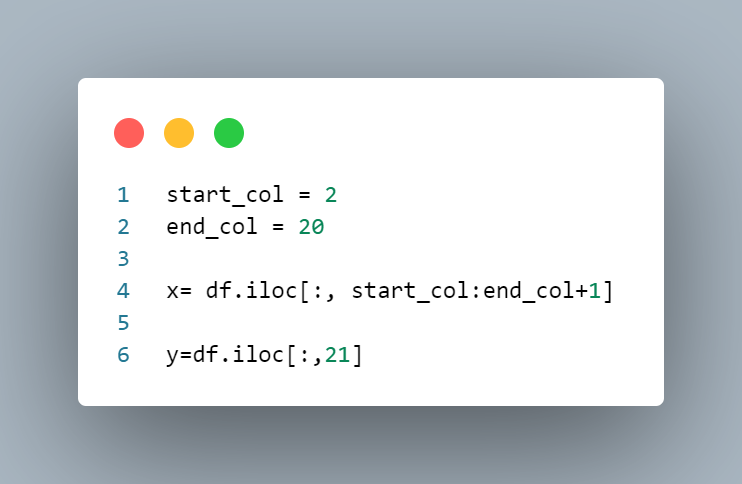 1 start_col = 2
2 end_col = 20
3
4 x= df.iloc[:, start_col:end_col+1]
5
6 y=df.iloc[:,21]